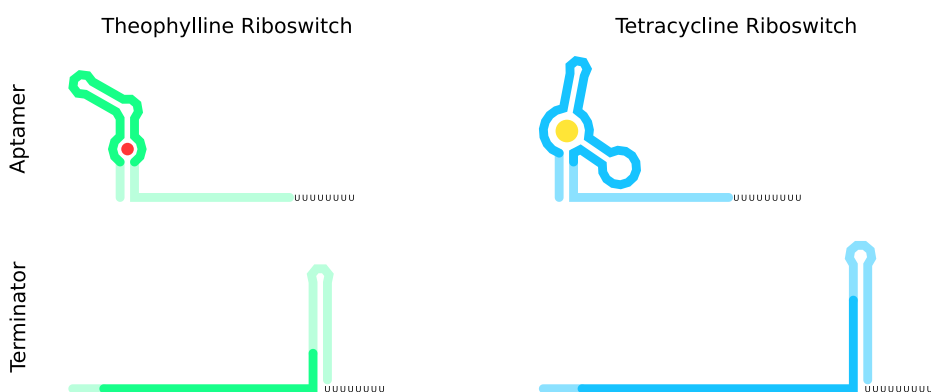 Theophylline Riboswitch
Tetracycline Riboswitch
Aptamer
UUUUUUUU
UUUUUUUU
Terminator
UUUUUUUU
UUUUUUUU